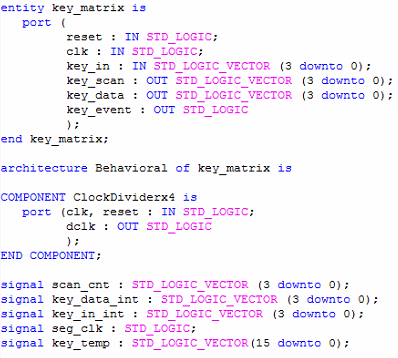 entity key_matrix is
port (
reset : IN STD_LOGIC;
clk : IN STD_LOGIC;
key_in : IN STD_LOGIC_VECTOR (3 downto 0);
key_scan : OUT STD_LOGIC_VECTOR (3 downto 0);
key_data : OUT STD_LOGIC_VECTOR (3 downto 0);
key_event : OUT STD_LOGIC
);
end key_matrix;
architecture Behavioral of key_matrix is
COMPONENT ClockDividerx4 is
port (clk, reset : IN STD_LOGIC;
dclk : OUT STD_LOGIC
);
END COMPONENT;
signal scan_cnt : STD_LOGIC_VECTOR (3 downto 0);
signal key_data_int : STD_LOGIC_VECTOR (3 downto 0);
signal key_in_int : STD_LOGIC_VECTOR (3 downto 0);
signal seg_clk : STD_LOGIC;
signal key_temp : STD_LOGIC_VECTOR(15 downto 0);